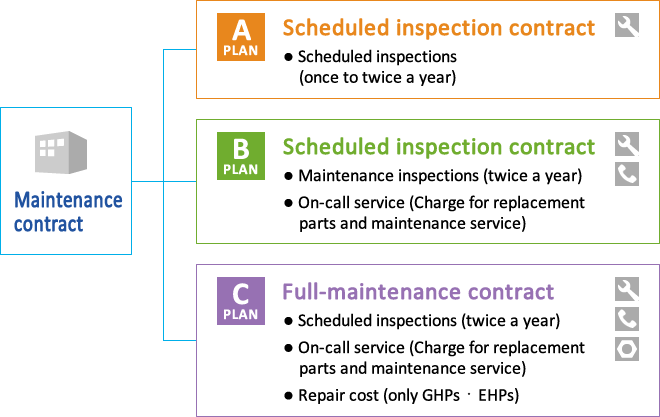 Maintenance
contract
A
PLAN
Scheduled inspection contract
● Scheduled inspections
(once to twice a year)
B
PLAN
Scheduled inspection contract
● Maintenance inspections (twice a year)
● On-call service (Charge for replacement
parts and maintenance service)
C
PLAN
Full-maintenance contract
● Scheduled inspections (twice a year)
● On-call service (Charge for replacement
parts and maintenance service)
● Repair cost (only GHPs · EHPs)